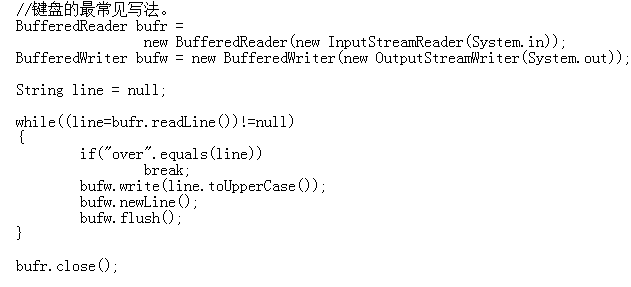 //键盘的最常见写法。
BufferedReader bufr =
new BufferedReader(new InputStreamReader(System.in));
BufferedWriter bufw = new BufferedWriter(new OutputStreamWriter(System.out));
String line = null;
while((line=bufr.readLine())!=null)
{
if("over".equals(line))
break;
bufw.write(line.toUpperCase());
bufw.newLine();
bufw.flush();
}
bufr.close();